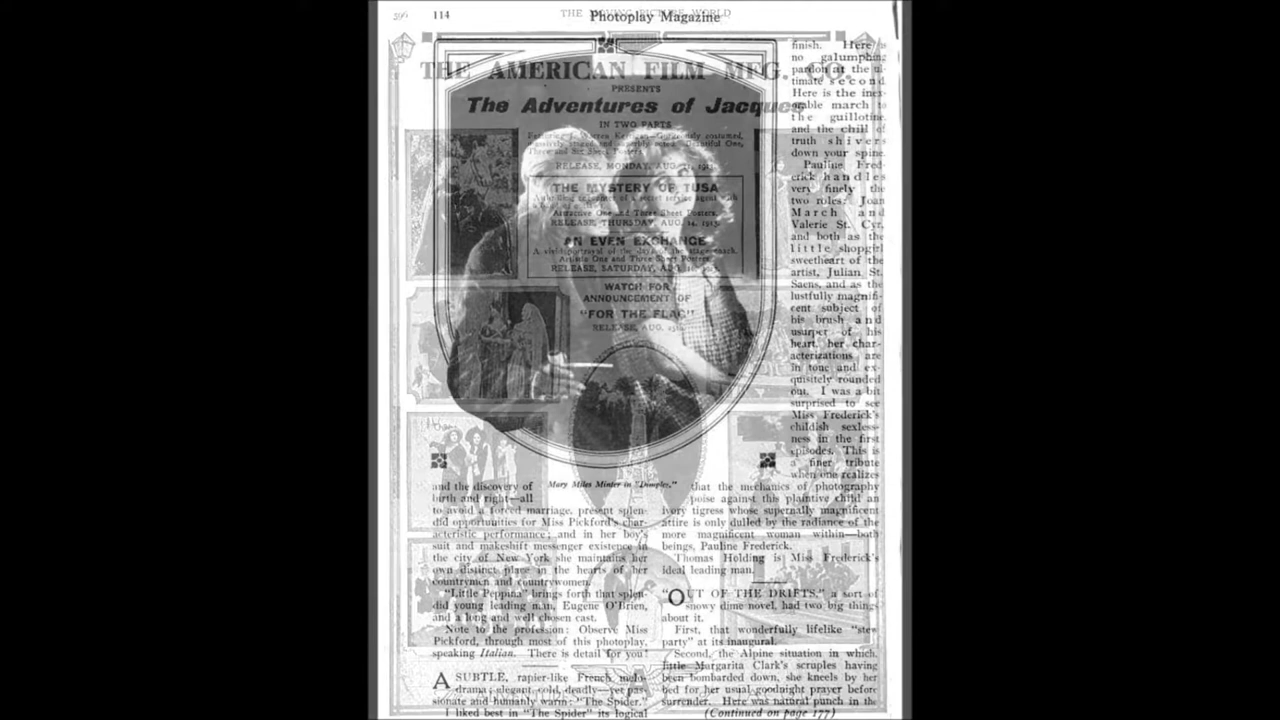 596
114
THE MOVING PICTURE WORLD
Photoplay Magazine
THE AMERICAN FILM MFG. CO.
PRESENTS
The Adventures of Jacques
IN TWO PARTS
RELEASE, MONDAY, AUG.
THE MYSTERY OF TUSA
Attractive One and Three Sheet Posters.
RELEASE, THURSDAY, AUG. 14, 1913.
AN EVEN EXCHANGE
RELEASE, SATURDAY, AUG.
WATCH FOR
ANNOUNCEMENT OF
"FOR THE FLAG"
RELEASE, AUG.
Mary Miles Minter in "Dimples."
and the discovery of
birth and right—all
to avoid a forced marriage, present splen-
did opportunities for Miss Pickford's char-
acteristic performance; and in her boy's
suit and makeshift messenger existence in
the city of New York she maintains her
own distinct place in the hearts of her
countrymen and countrywomen.
"Little Peppina" brings forth that splen-
did young leading man, Eugene O'Brien,
and a long and well chosen cast.
Note to the profession: Observe Miss
Pickford, through most of this photoplay,
speaking Italian. There is detail for you!
A SUBTLE, rapier-like French melo-
drama; elegant, cold, deadly—yet pas-
sionate and humanly warm: "The Spider."
I liked best in "The Spider" its logical
finish. Here is
no galumphing
pardon at the ul-
timate second.
Here is the inex-
orable march to
the guillotine,
and the chill of
truth shivers
down your spine.
Pauline Fred-
erick handles
very finely the
two roles: Joan
March and
Valerie St. Cyr,
and both as the
little shopgirl
sweetheart of the
artist, Julian St.
Saens, and as the
lustfully magnifi-
cent subject of
his brush and
usurper of his
heart, her char-
acterizations are
in tone and ex-
quisitely rounded
out. I was a bit
surprised to see
Miss Frederick's
childish sexless-
ness in the first
episodes. This is
a finer tribute
when one realizes
that the mechanics of photography
poise against this plaintive child an
ivory tigress whose supernally magnificent
attire is only dulled by the radiance of the
more magnificent woman within—both
beings, Pauline Frederick.
Thomas Holding is Miss Frederick's
ideal leading man.
"OUT OF THE DRIFTS," a sort of
snowy dime novel, had two big things
about it.
First, that wonderfully lifelike "stew
party" at its inaugural.
Second, the Alpine situation in which,
little Margarita Clark's scruples having
been bombarded down, she kneels by her
bed for her usual goodnight prayer before
surrender. Here was natural punch in the
(Continued on page 177)